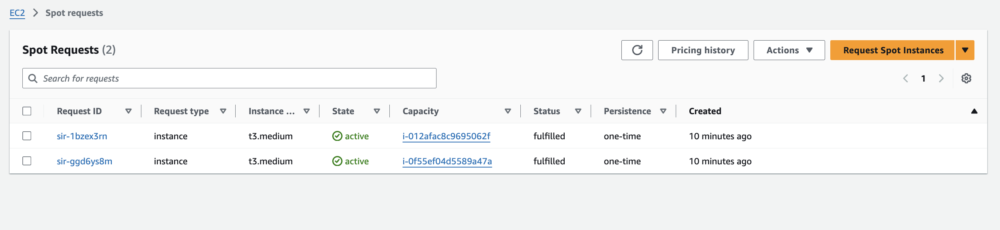 EC2 > Spot requests
Spot Requests (2)
Pricing history
Actions
Request Spot Instances
Search for requests
1
Request ID Request type Instance ... State Capacity Status Persistence Created
sir-1bzex3rn instance t3.medium active i-012afac8c9695062f fulfilled one-time 10 minutes ago
sir-ggd6ys8m instance t3.medium active i-0f55ef04d5589a47a fulfilled one-time 10 minutes ago